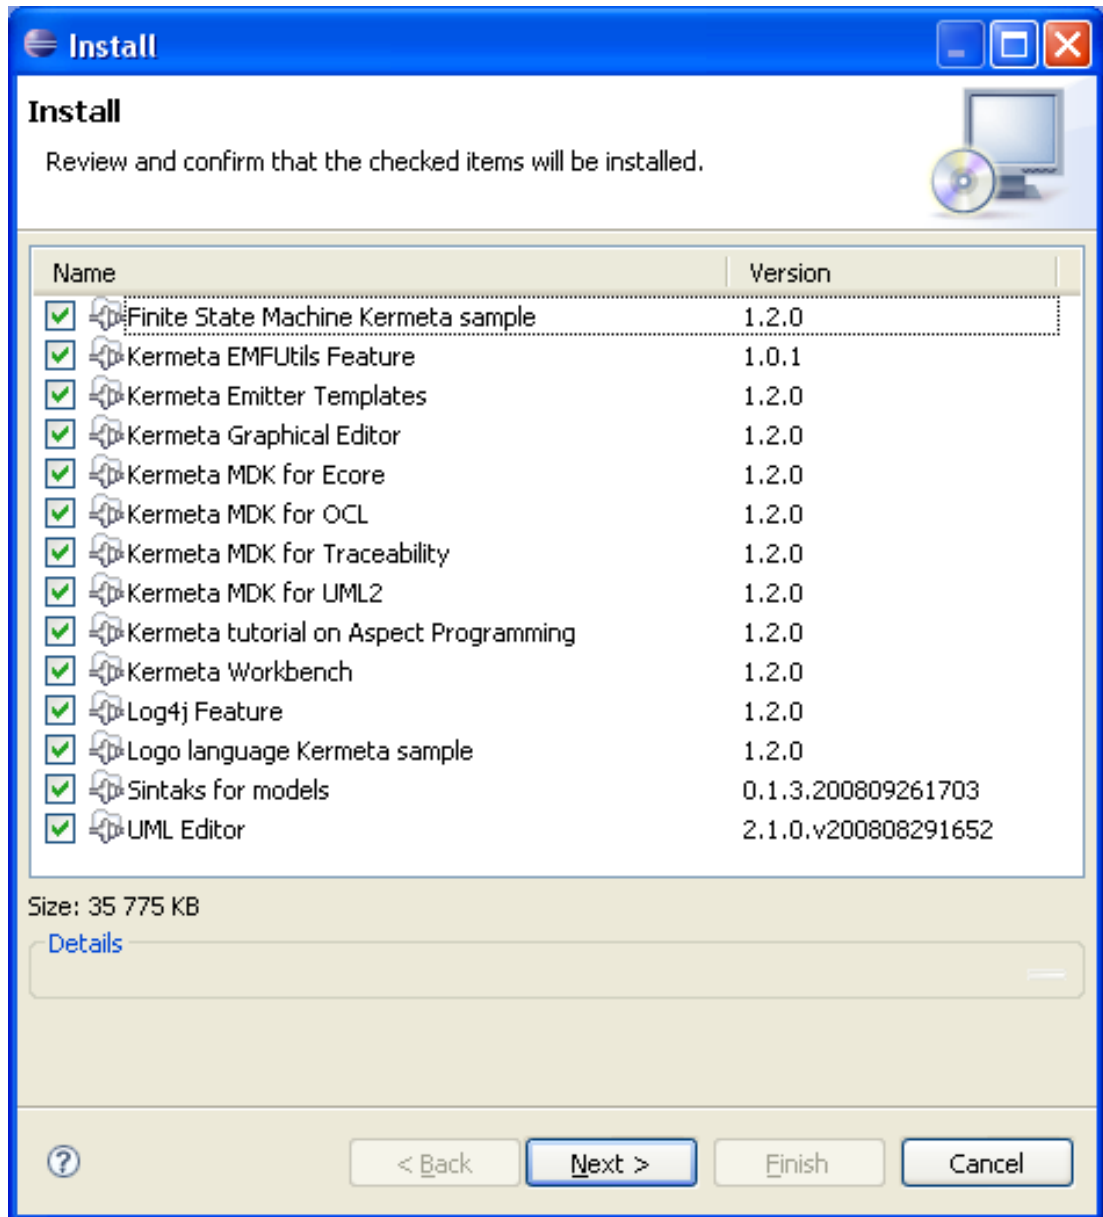 Install
Install
Review and confirm that the checked items will be installed.
Name Version
Finite State Machine Kermeta sample 1.2.0
Kermeta EMFUtils Feature 1.0.1
Kermeta Emitter Templates 1.2.0
Kermeta Graphical Editor 1.2.0
Kermeta MDK for Ecore 1.2.0
Kermeta MDK for OCL 1.2.0
Kermeta MDK for Traceability 1.2.0
Kermeta MDK for UML2 1.2.0
Kermeta tutorial on Aspect Programming 1.2.0
Kermeta Workbench 1.2.0
Log4j Feature 1.2.0
Logo language Kermeta sample 1.2.0
Sintaks for models 0.1.3.200809261703
UML Editor 2.1.0.v200808291652
Size: 35 775 KB
Details
? < Back Next > Finish Cancel